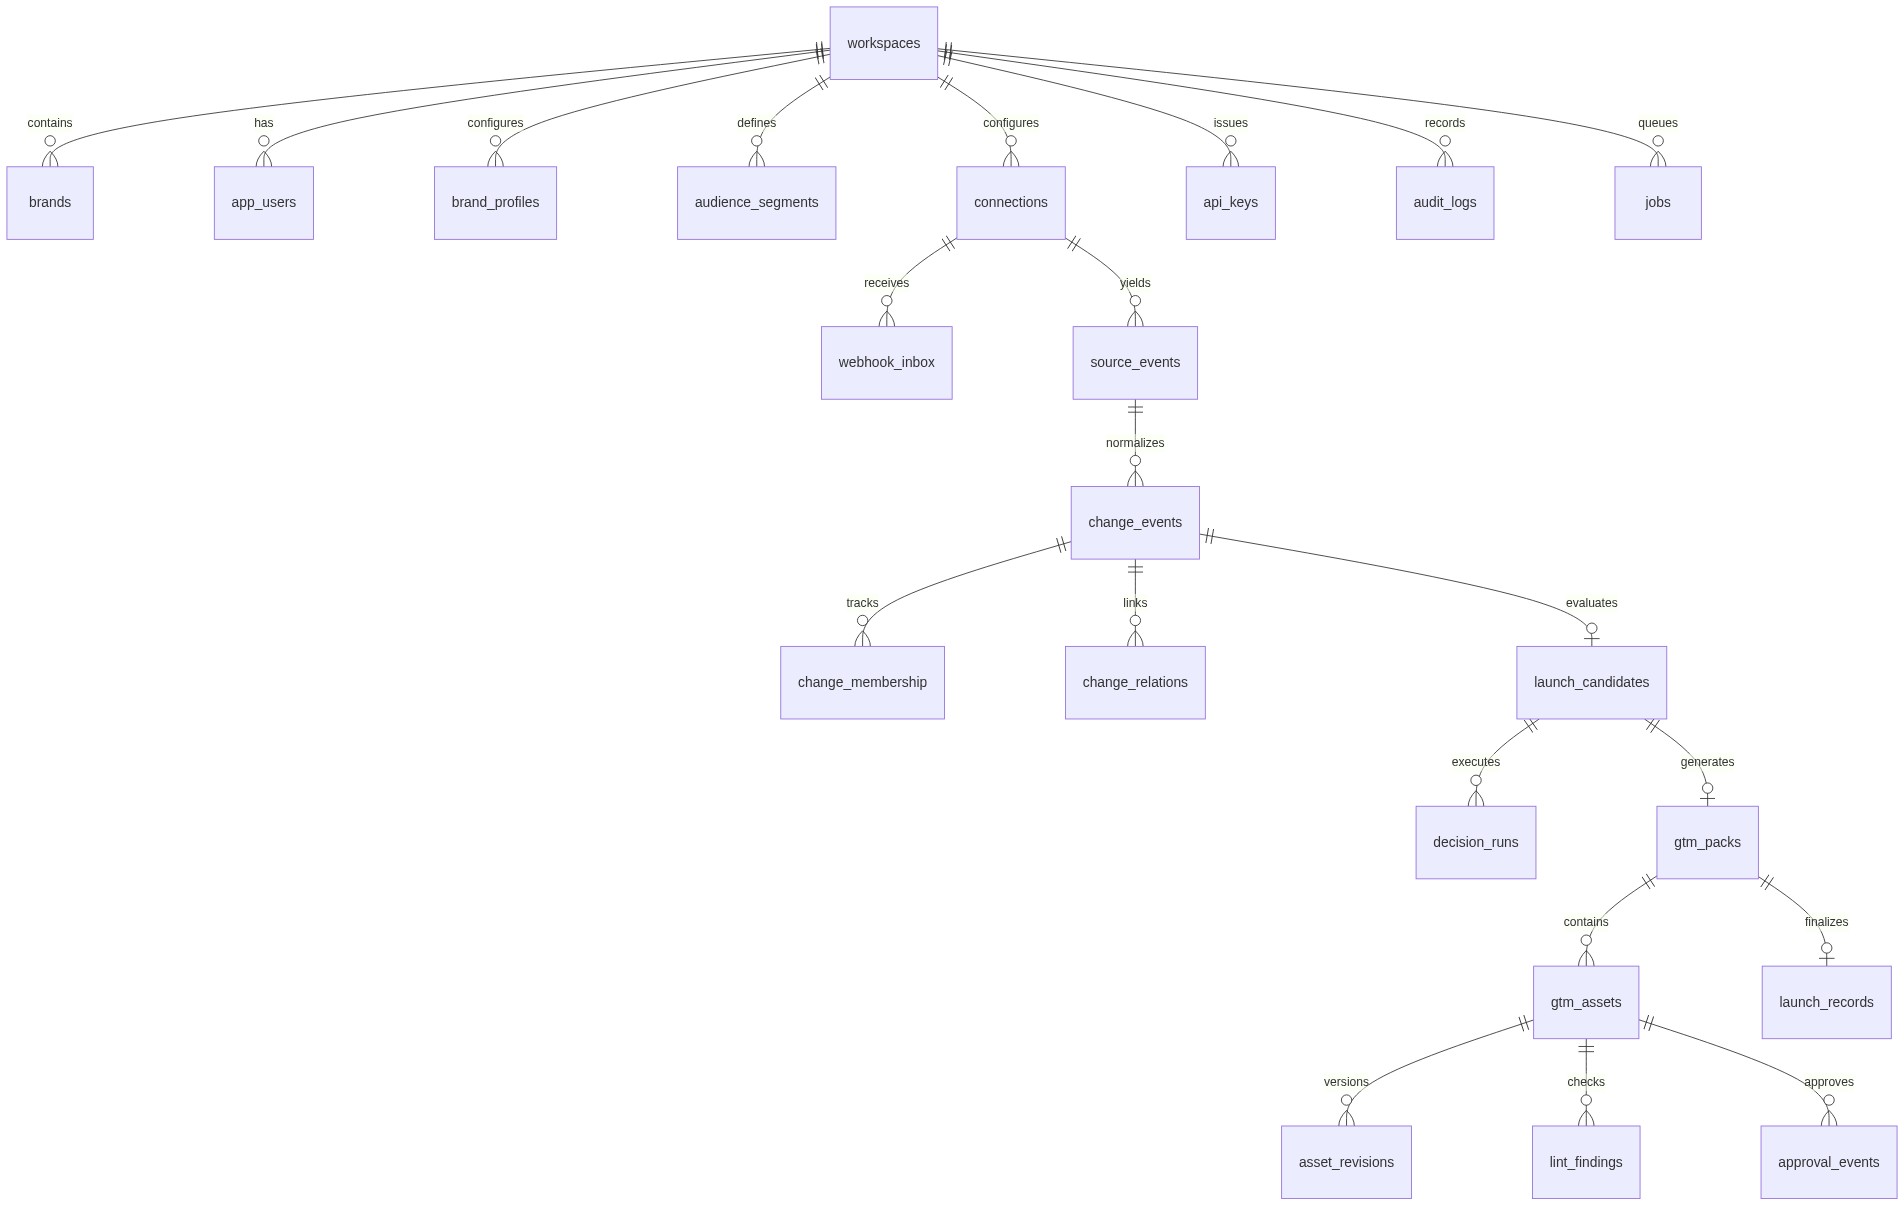 workspaces
contains
has
configures
defines
configures
issues
records
queues
brands
app_users
brand_profiles
audience_segments
connections
api_keys
audit_logs
jobs
receives
yields
webhook_inbox
source_events
normalizes
change_events
tracks
links
evaluates
change_membership
change_relations
launch_candidates
executes
generates
decision_runs
gtm_packs
contains
finalizes
gtm_assets
launch_records
versions
checks
approves
asset_revisions
lint_findings
approval_events